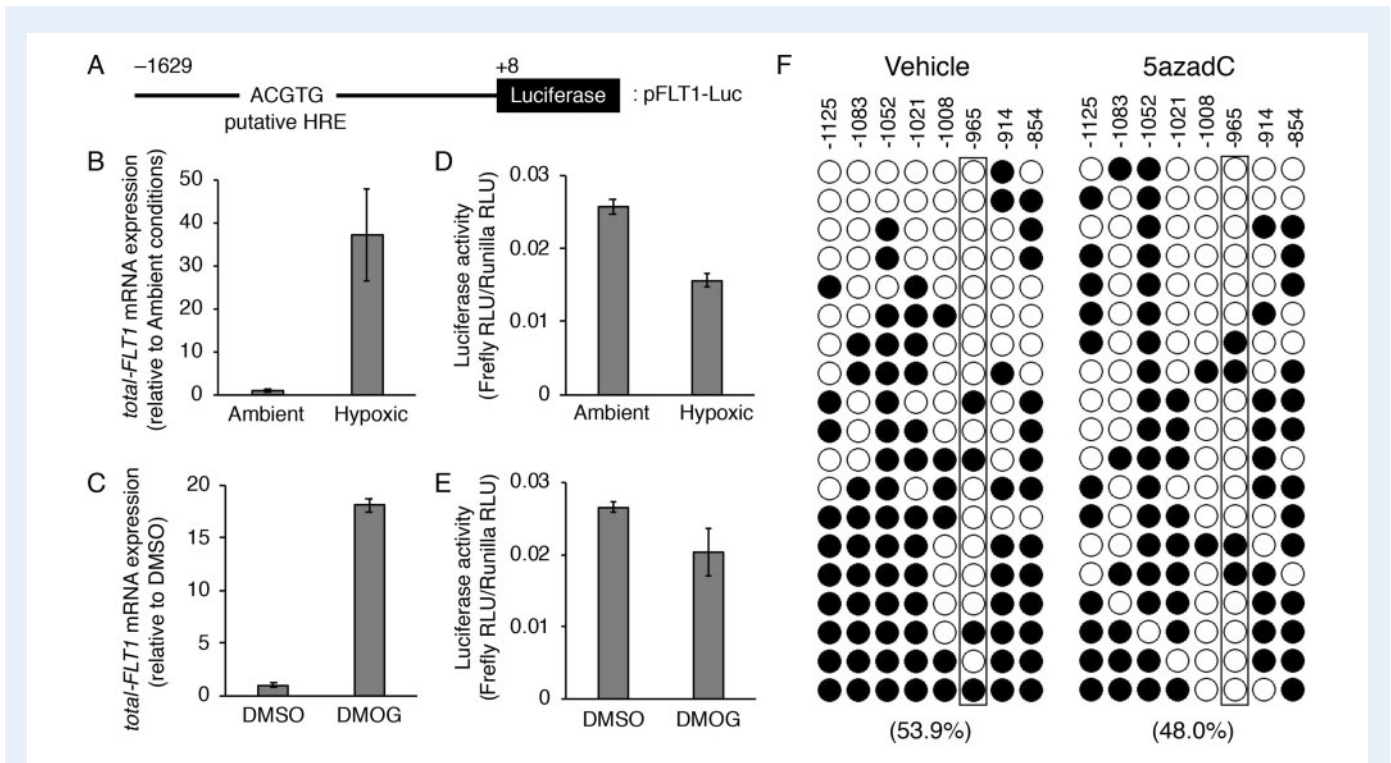 A
−1629
+8
ACGTG
putative HRE
Luciferase
: pFLT1-Luc
B
total-FLT1 mRNA expression
(relative to Ambient conditions)
50
40
30
20
10
0
Ambient
Hypoxic
C
total-FLT1 mRNA expression
(relative to DMSO)
20
15
10
5
0
DMSO
DMOG
D
Luciferase activity
(Frefly RLU/Runilla RLU)
0.03
0.02
0.01
0
Ambient
Hypoxic
E
Luciferase activity
(Frefly RLU/Runilla RLU)
0.03
0.02
0.01
0
DMSO
DMOG
F
Vehicle
-1125
-1083
-1052
-1021
-1008
-965
-914
-854
(53.9%)
5azadC
-1125
-1083
-1052
-1021
-1008
-965
-914
-854
(48.0%)